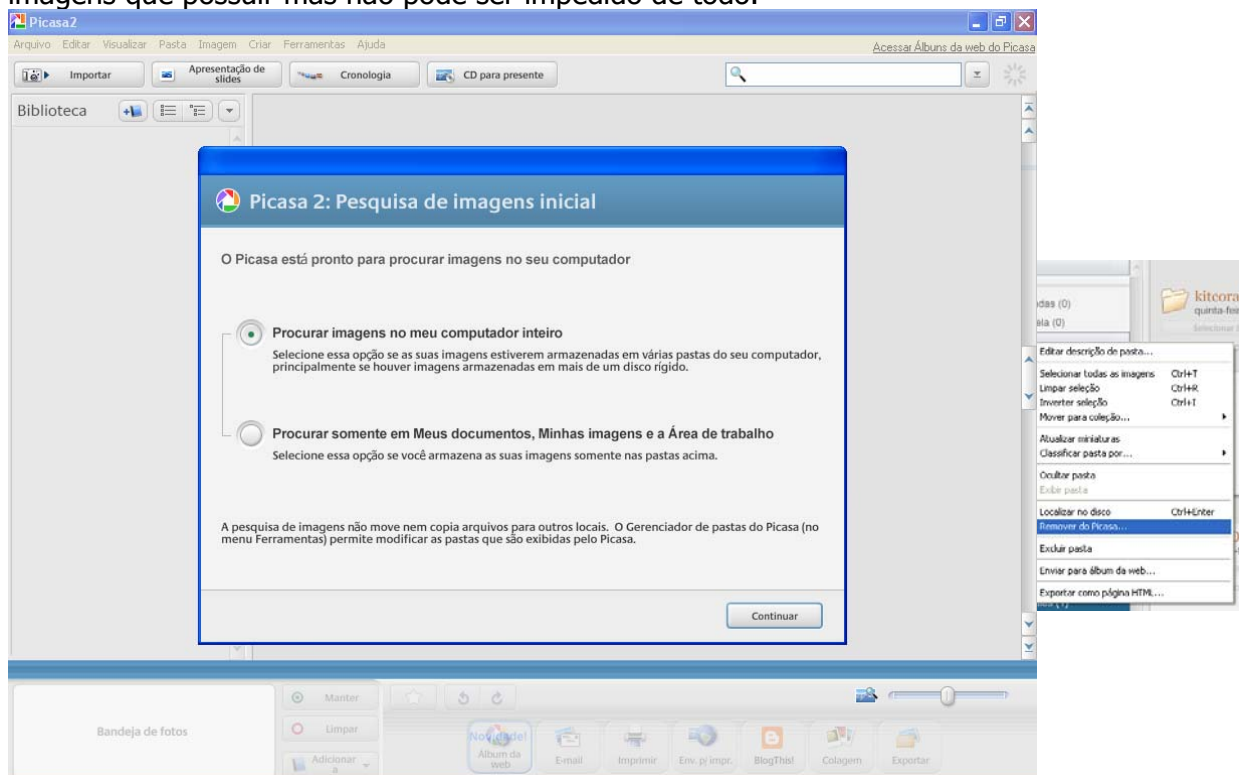 imagens que possuir mas não pode ser impedido de todo.
Picasa2
Arquivo Editar Visualizar Pasta Imagem Criar Ferramentas Ajuda
Acessar Álbuns da web do Picasa
Importar
Apresentação de slides
Cronologia
CD para presente
Biblioteca
Picasa 2: Pesquisa de imagens inicial
O Picasa está pronto para procurar imagens no seu computador
Procurar imagens no meu computador inteiro
Selecione essa opção se as suas imagens estiverem armazenadas em várias pastas do seu computador,
principalmente se houver imagens armazenadas em mais de um disco rígido.
Procurar somente em Meus documentos, Minhas imagens e a Área de trabalho
Selecione essa opção se você armazena as suas imagens somente nas pastas acima.
A pesquisa de imagens não move nem copia arquivos para outros locais. O Gerenciador de pastas do Picasa (no
menu Ferramentas) permite modificar as pastas que são exibidas pelo Picasa.
Continuar
Bandeja de fotos
Manter
Limpar
Adicionar a
Novidade!
Álbum da web
E-mail
Imprimir
Env. p/ impr.
BlogThis!
Colagem
Exportar
(0)
(0)
kitcora
quinta-feir
Editar descrição de pasta...
Selecionar todas as imagens Ctrl+T
Limpar seleção Ctrl+R
Inverter seleção Ctrl+I
Mover para coleção...
Atualizar miniaturas
Classificar pasta por...
Ocultar pasta
Exibir pasta
Localizar no disco Ctrl+Enter
Remover do Picasa...
Excluir pasta
Enviar para álbum da web...
Exportar como página HTML...